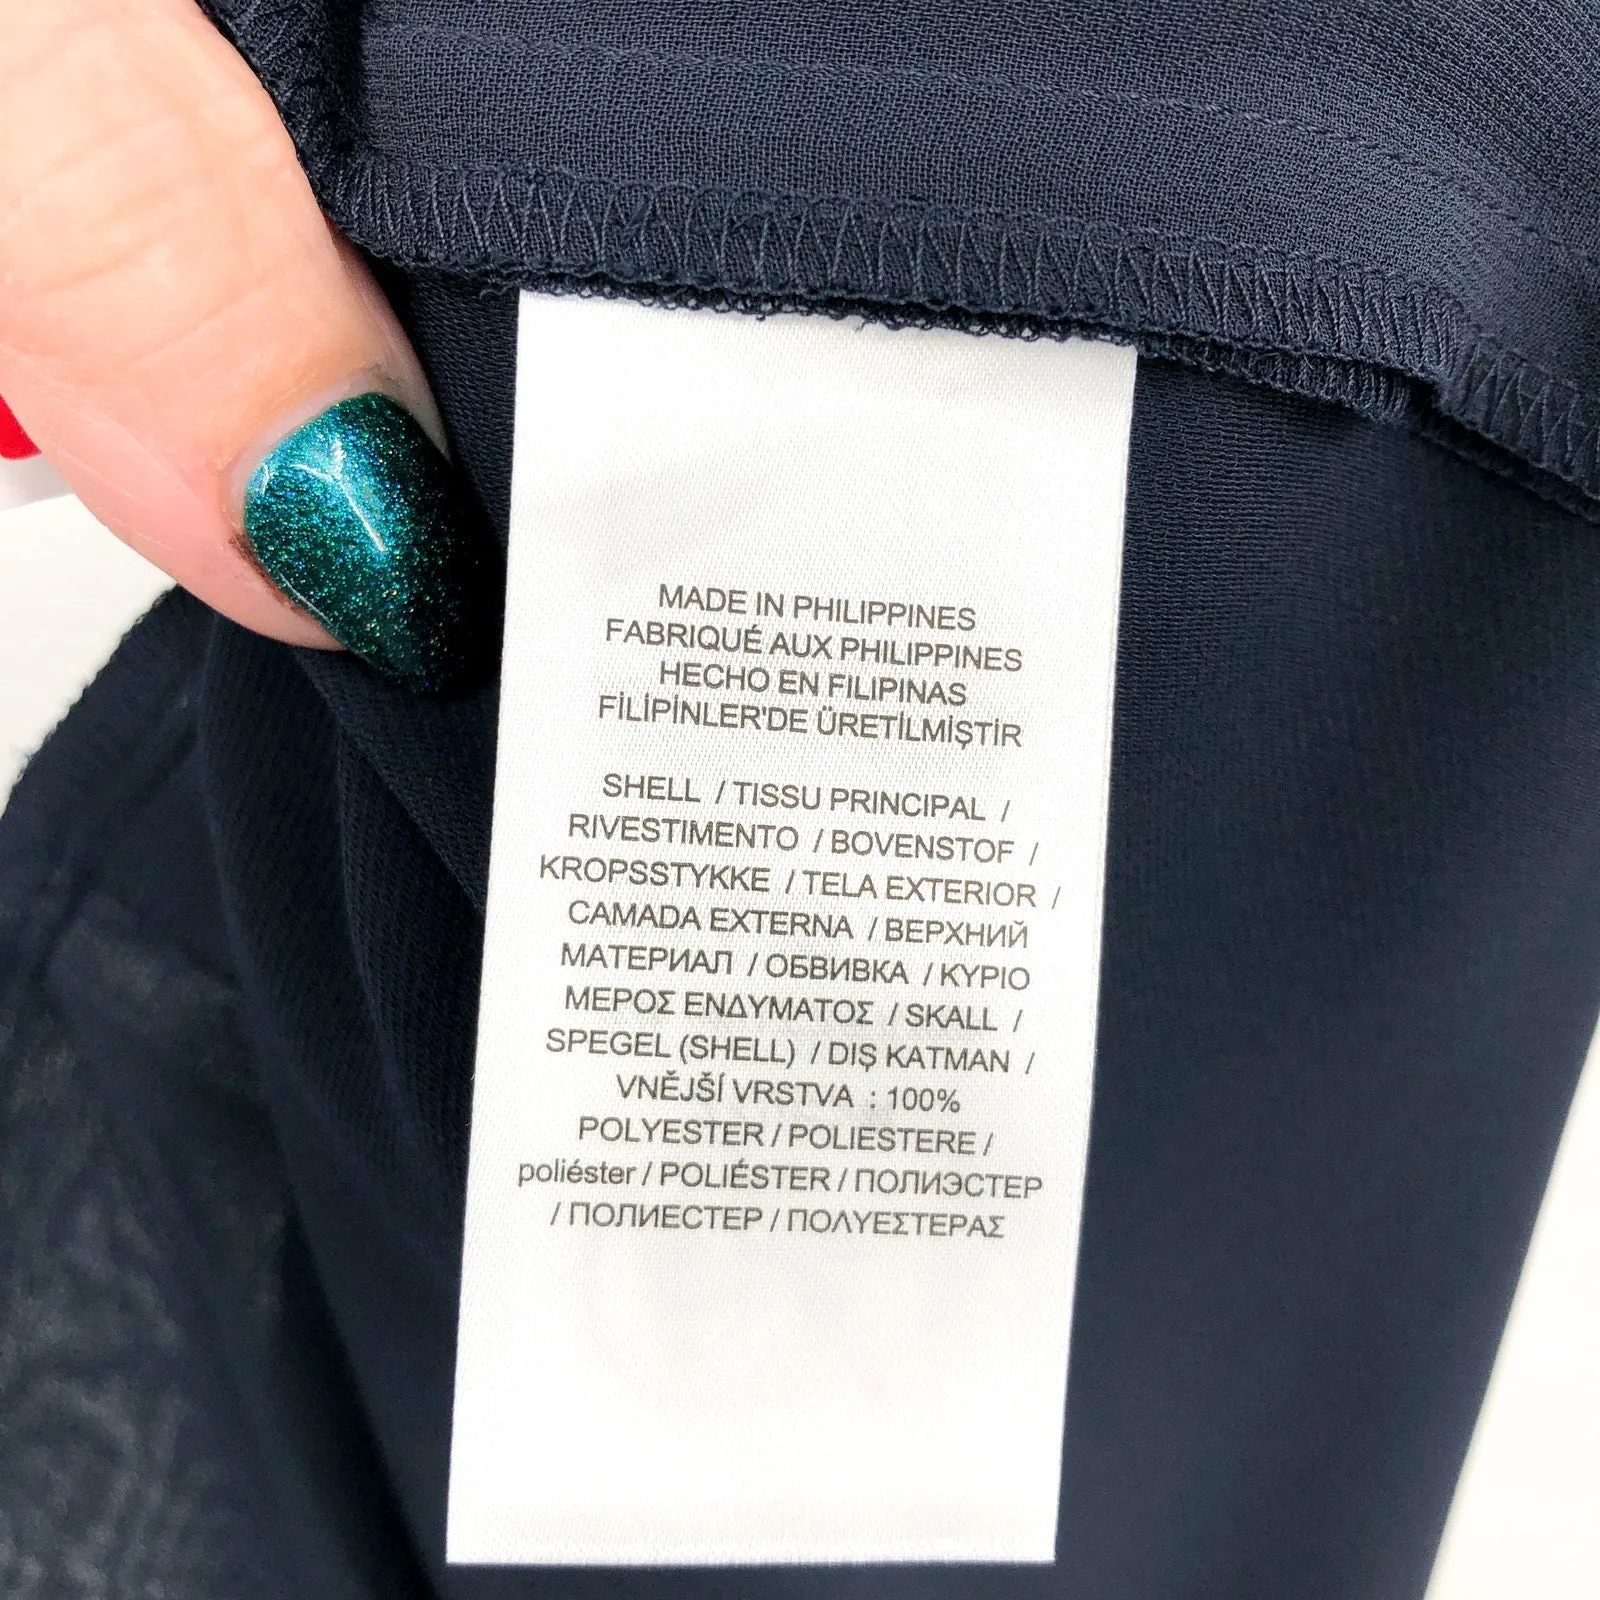 MADE IN PHILIPPINES
FABRIQUÉ AUX PHILIPPINES
HECHO EN FILIPINAS
FİLİPİNLER'DE ÜRETİLMİŞTİR
SHELL / TISSU PRINCIPAL /
RIVESTIMENTO / BOVENSTOF /
KROPSSTYKKE / TELA EXTERIOR /
CAMADA EXTERNA / ВЕРХНИЙ
МАТЕРИАЛ / ОБВИВКА / ΚΥΡΙΟ
ΜΕΡΟΣ ΕΝΔΥΜΑΤΟΣ / SKALL /
SPEGEL (SHELL) / DIŞ KATMAN /
VNĚJŠÍ VRSTVA : 100%
POLYESTER / POLIESTERE /
poliéster / POLIÉSTER / ПОЛИЭСТЕР
/ ПОЛИЕСТЕР / ΠΟΛΥΕΣΤΕΡΑΣ